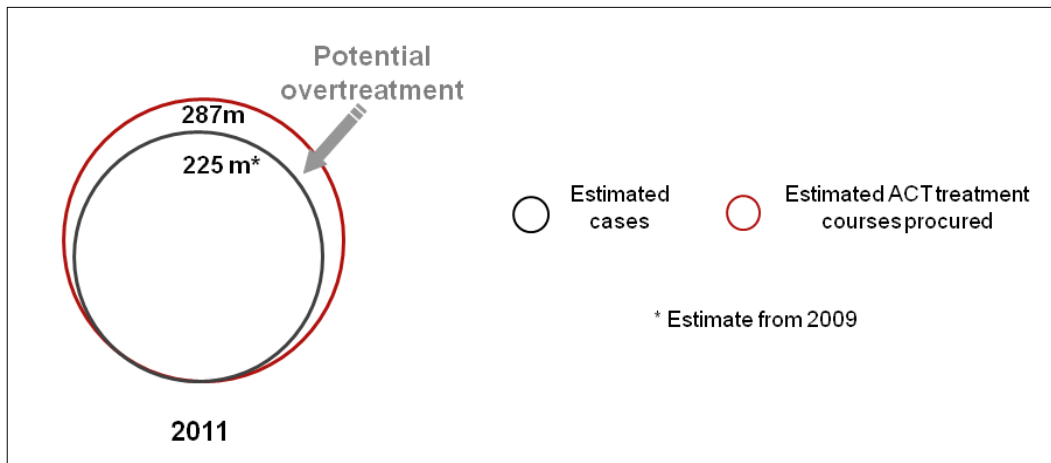 Potential
overtreatment
287m
225 m*
Estimated
cases
Estimated ACT treatment
courses procured
* Estimate from 2009
2011